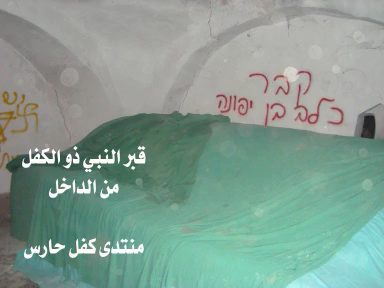 קבר
כלב בן יפונה
قبر النبي ذو الكفل
من الداخل
منتدى كفل حارس